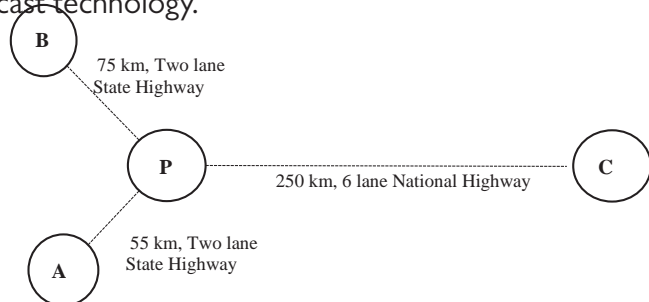 cast technology.
B
75 km, Two lane
State Highway
P
C
250 km, 6 lane National Highway
55 km, Two lane
State Highway
A